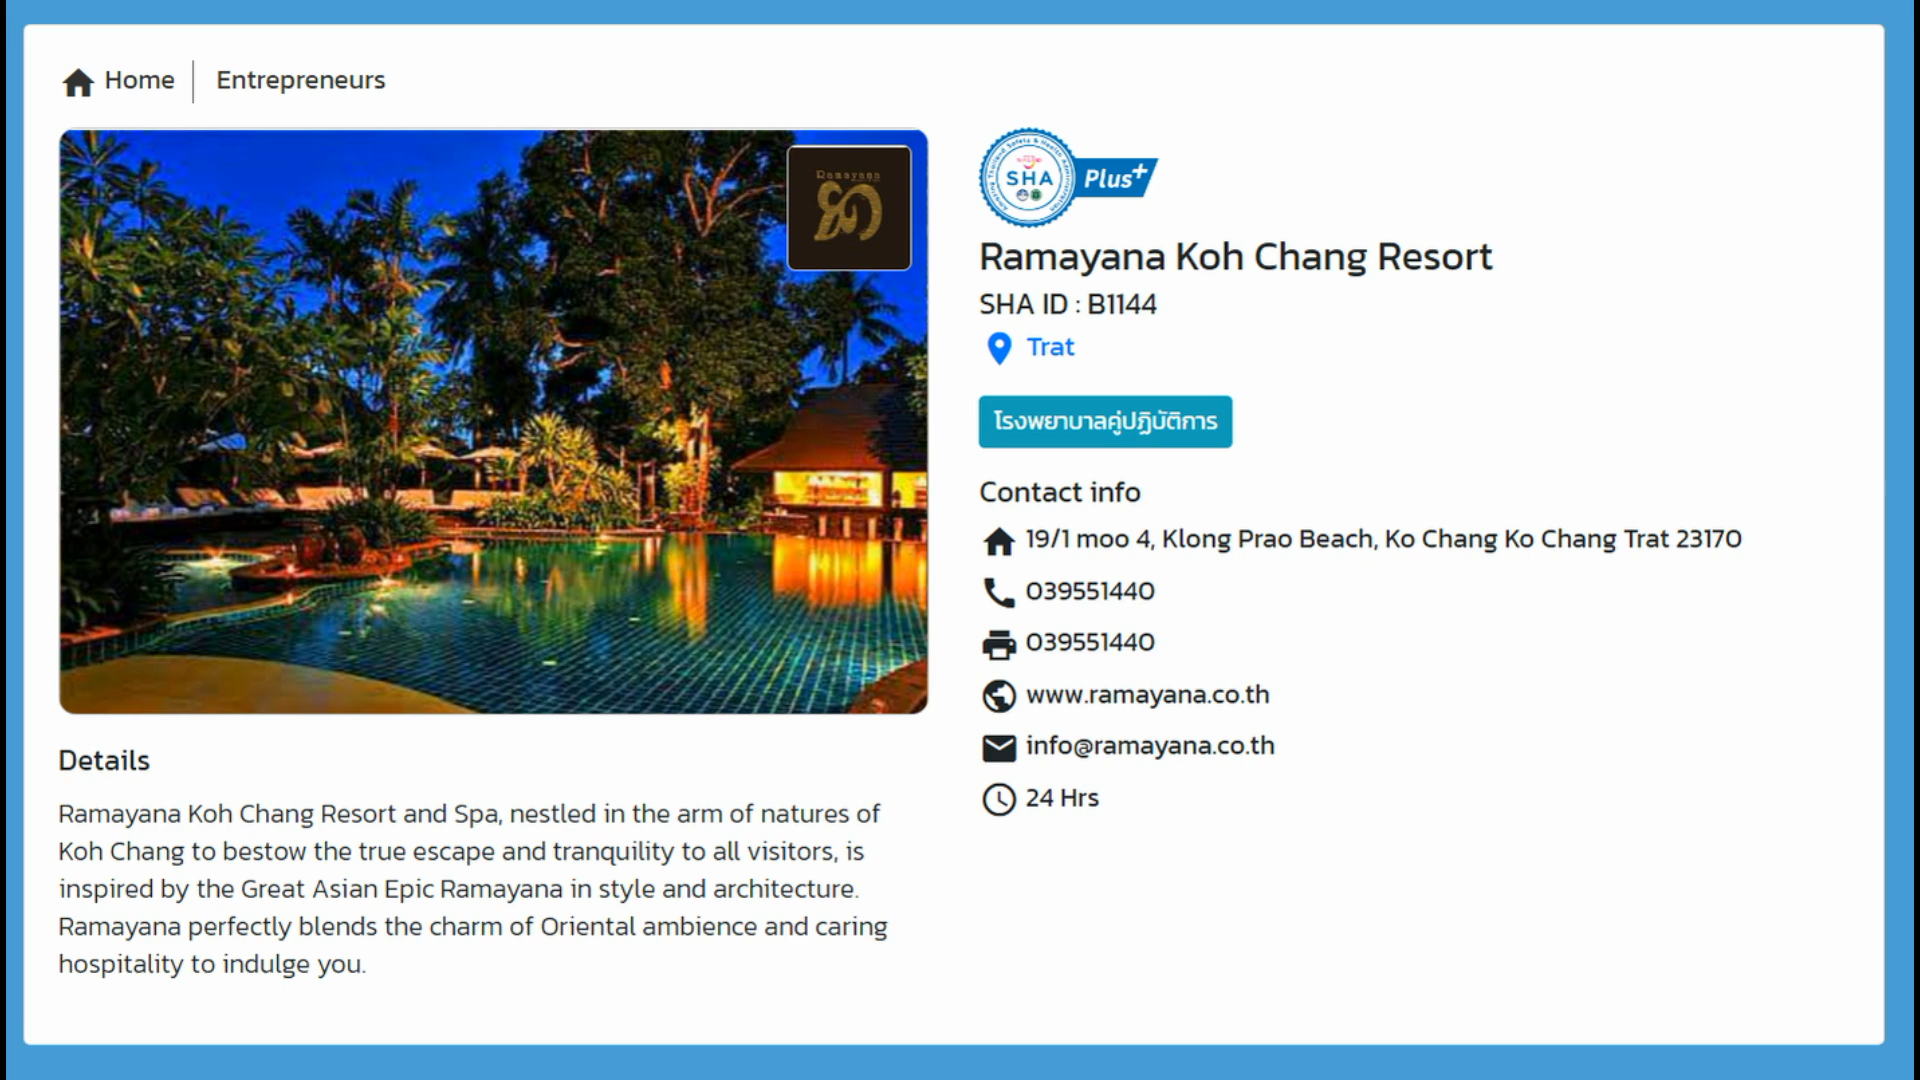 Home
Entrepreneurs
Ramayana
SHA Plus+
Ramayana Koh Chang Resort
SHA ID : B1144
Trat
โรงพยาบาลคู่ปฏิบัติการ
Contact info
19/1 moo 4, Klong Prao Beach, Ko Chang Ko Chang Trat 23170
039551440
039551440
www.ramayana.co.th
info@ramayana.co.th
24 Hrs
Details
Ramayana Koh Chang Resort and Spa, nestled in the arm of natures of
Koh Chang to bestow the true escape and tranquility to all visitors, is
inspired by the Great Asian Epic Ramayana in style and architecture.
Ramayana perfectly blends the charm of Oriental ambience and caring
hospitality to indulge you.